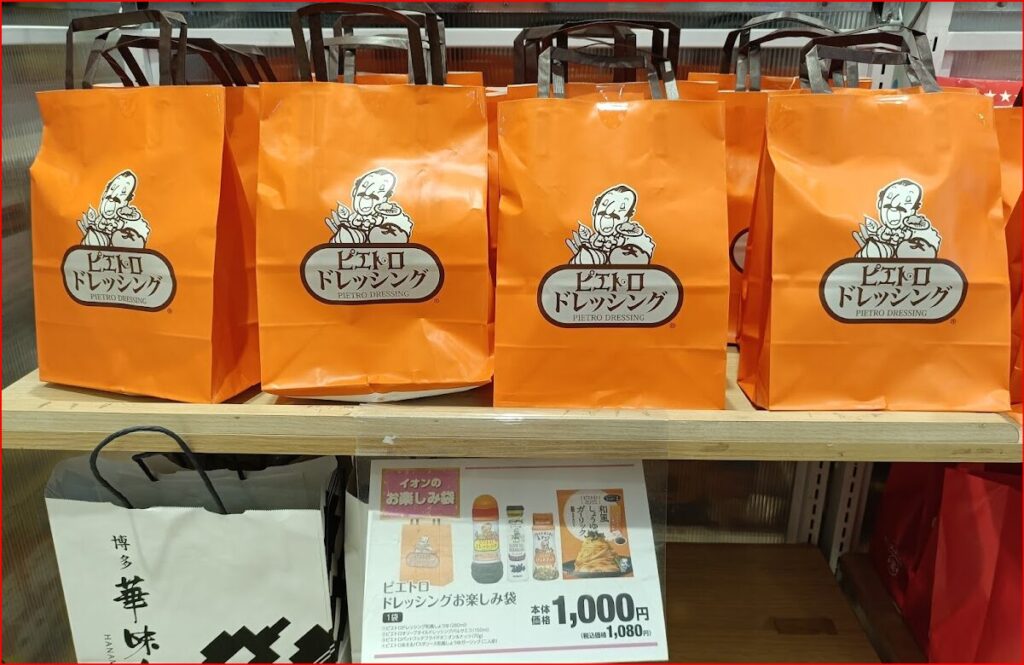 ピエトロ
ドレッシング
PIETRO DRESSING
ピエトロ
ドレッシング
PIETRO DRESSING
ピエトロ
ドレッシング
PIETRO DRESSING
ピエトロ
ドレッシング
PIETRO DRESSING
博多
華味
HANA
イオンの
お楽しみ袋
和風
しょうゆ
ガーリック
ピエトロ
ドレッシングお楽しみ袋
1袋
本体
価格
1,000円
(税込価格1,080円)